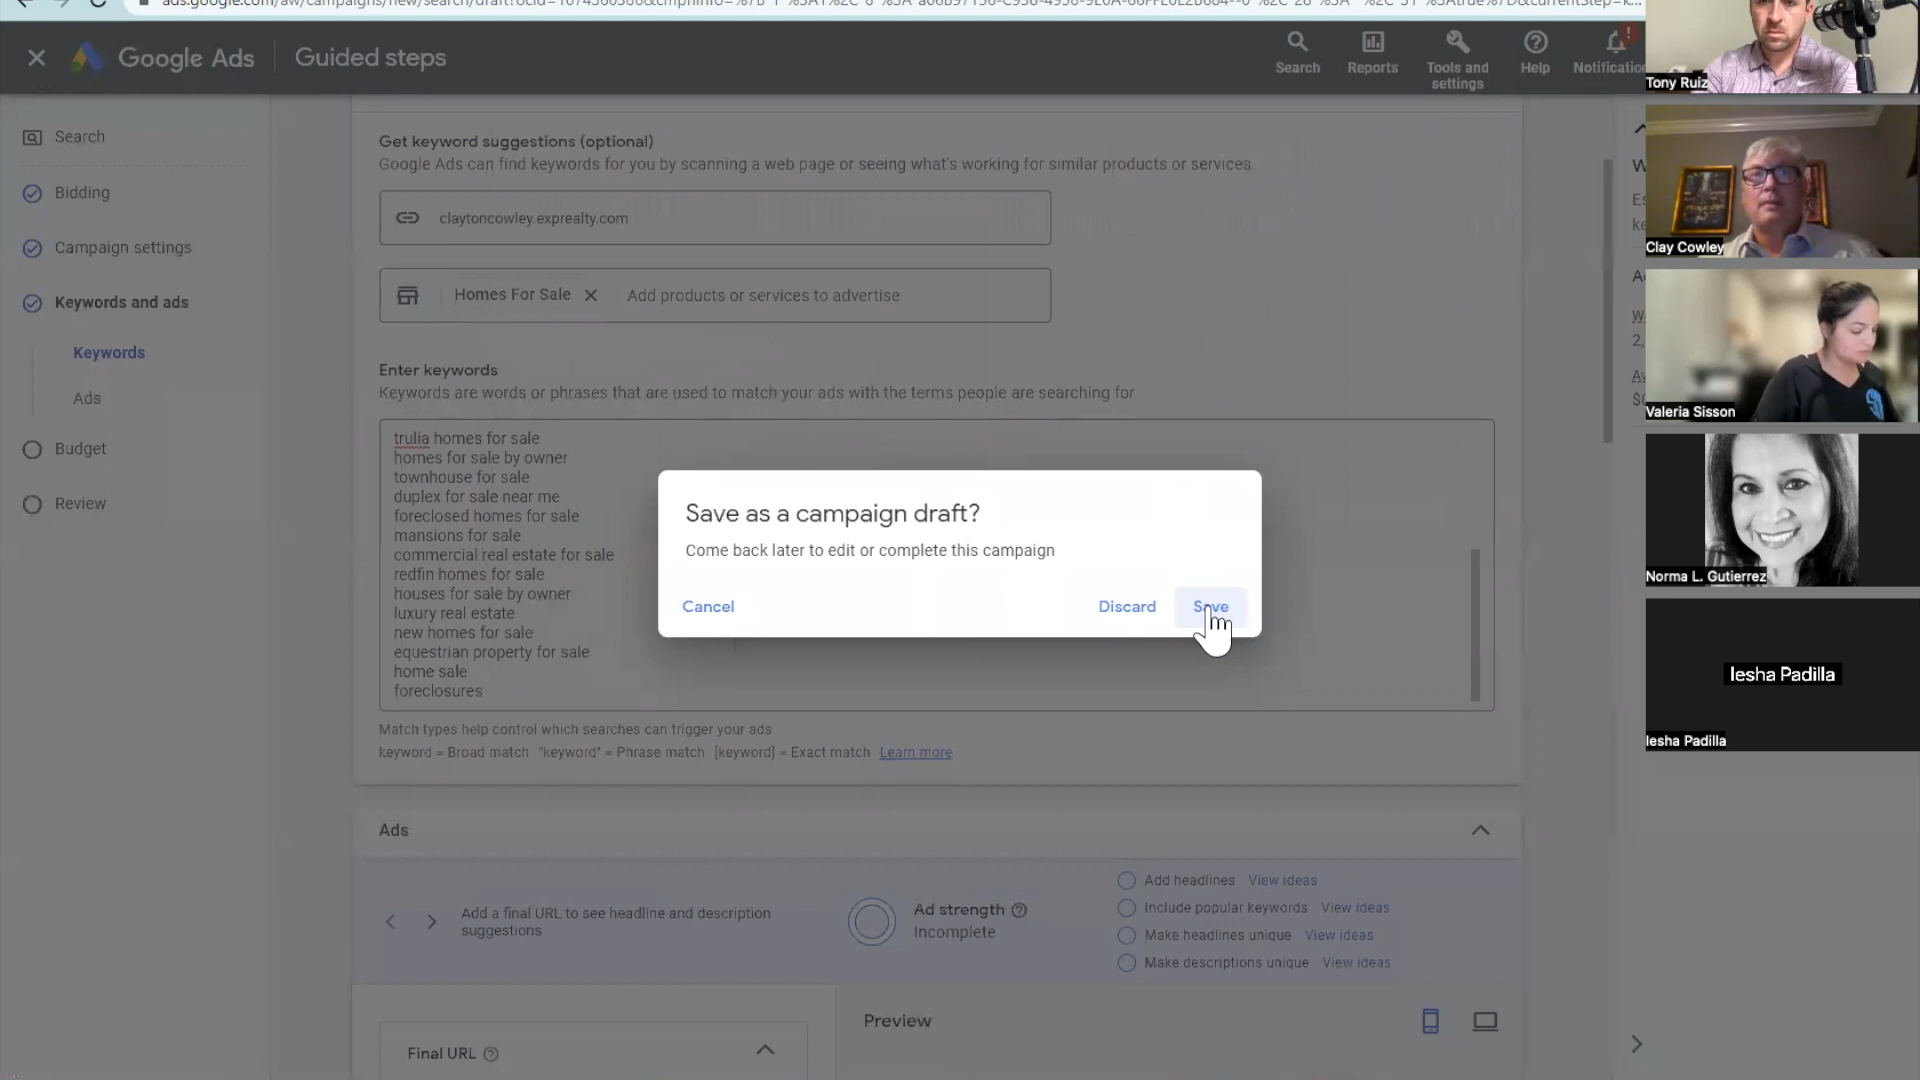 Google Ads
Guided steps
Search
Reports
Tools and
settings
Help
Tony Ruiz
Search
Bidding
Campaign settings
Keywords and ads
Keywords
Ads
Budget
Review
Get keyword suggestions (optional)
Google Ads can find keywords for you by scanning a web page or seeing what's working for similar products or services
claytoncowley.exprealty.com
Homes For Sale
Add products or services to advertise
Enter keywords
Keywords are words or phrases that are used to match your ads with the terms people are searching for
trulia homes for sale
homes for sale by owner
townhouse for sale
duplex for sale near me
foreclosed homes for sale
mansions for sale
commercial real estate for sale
redfin homes for sale
houses for sale by owner
luxury real estate
new homes for sale
equestrian property for sale
home sale
foreclosures
Match types help control which searches can trigger your ads
keyword = Broad match "keyword" = Phrase match [keyword] = Exact match Learn more
Save as a campaign draft?
Come back later to edit or complete this campaign
Cancel
Discard
Save
Ads
Add a final URL to see headline and description
suggestions
Ad strength
Incomplete
Add headlines View ideas
Include popular keywords View ideas
Make headlines unique View ideas
Make descriptions unique View ideas
Final URL
Preview
Clay Cowley
Valeria Sisson
Norma L. Gutierrez
Iesha Padilla
Iesha Padilla